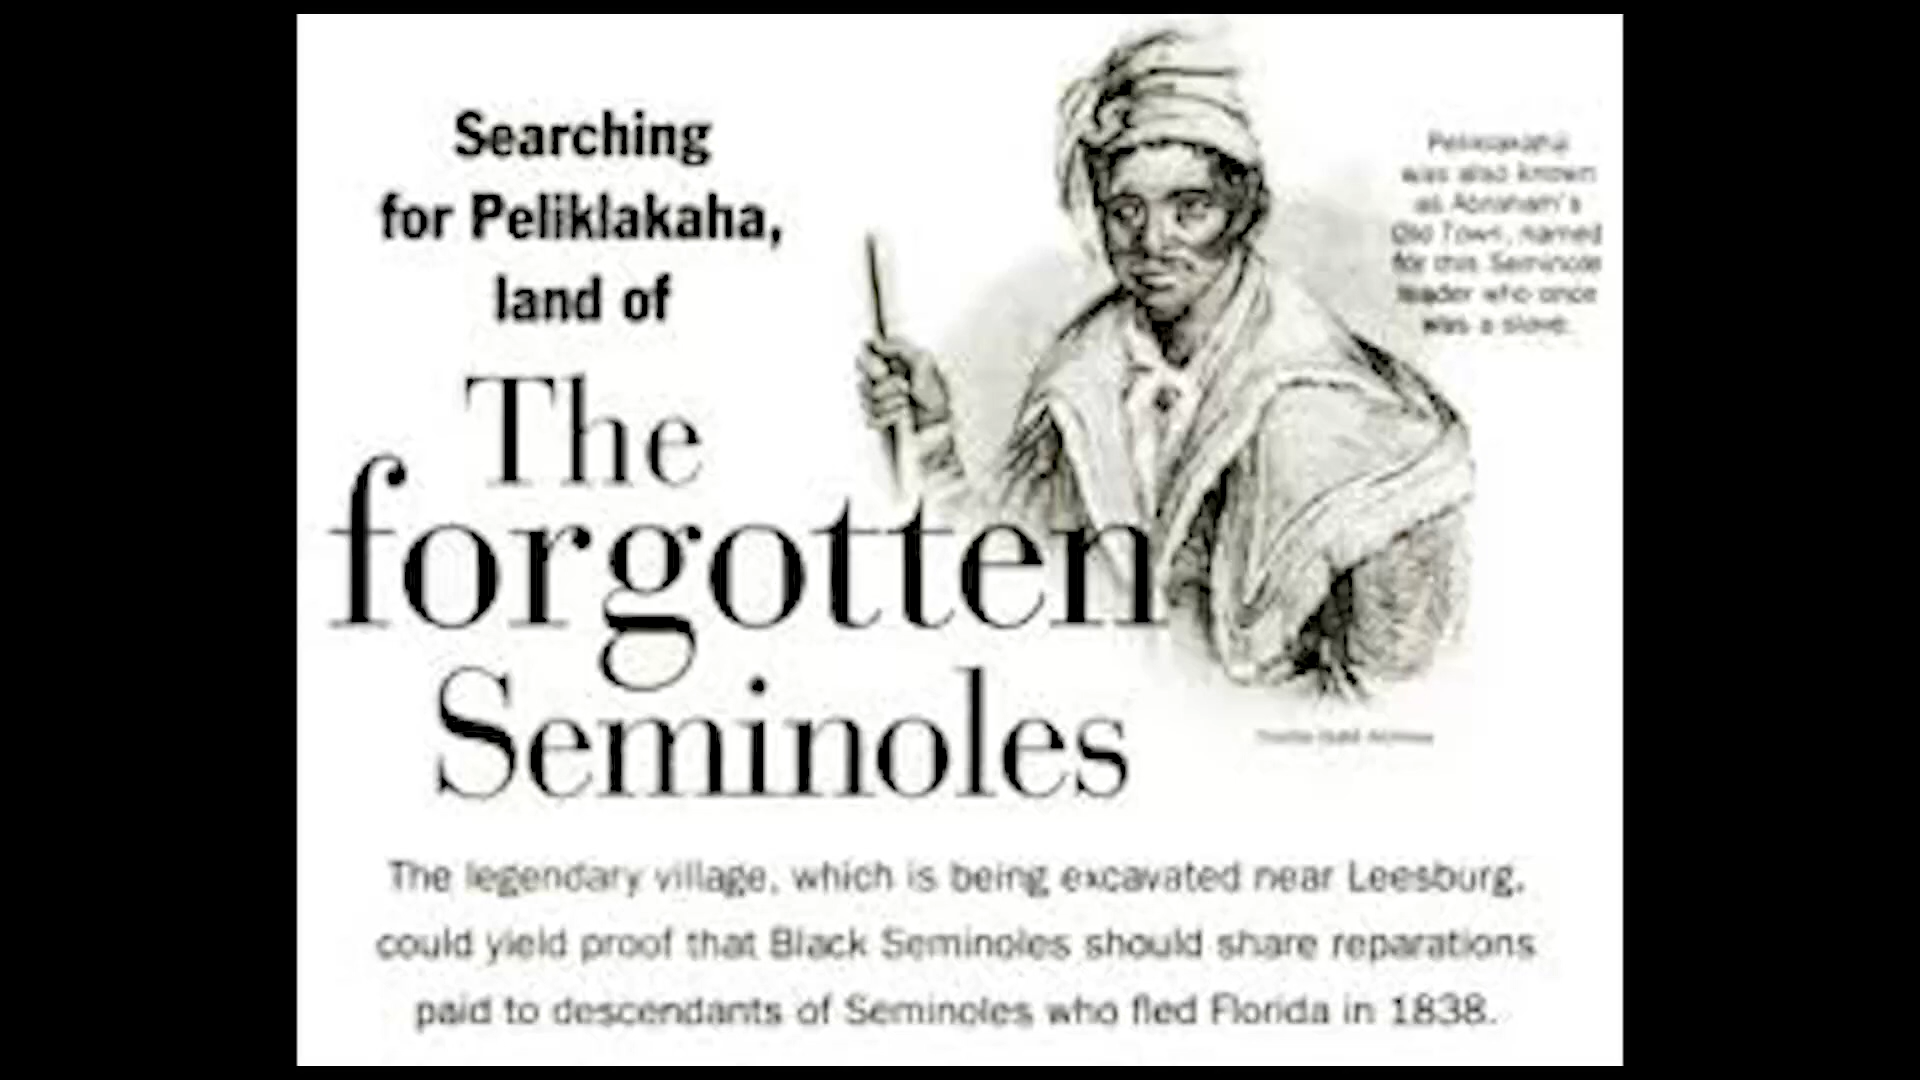 Searching
for Peliklakaha,
land of
The
forgotten
Seminoles
Peliklakaha
was also known
as Abraham's
Old Town, named
for this Seminole
leader who once
was a slave.
The legendary village, which is being excavated near Leesburg,
could yield proof that Black Seminoles should share reparations
paid to descendants of Seminoles who fled Florida in 1838.